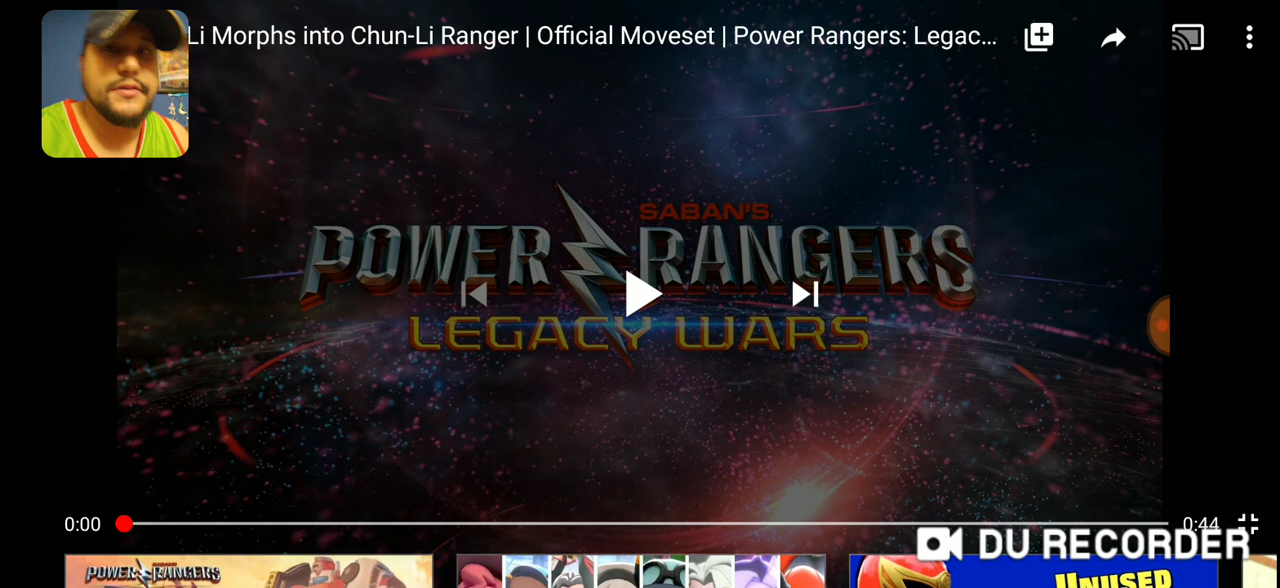 Li Morphs into Chun-Li Ranger | Official Moveset | Power Rangers: Legac...
SABAN'S
POWER RANGERS
LEGACY WARS
0:00
0:44
DU RECORDER
SABAN'S
POWER RANGERS
UNUSED